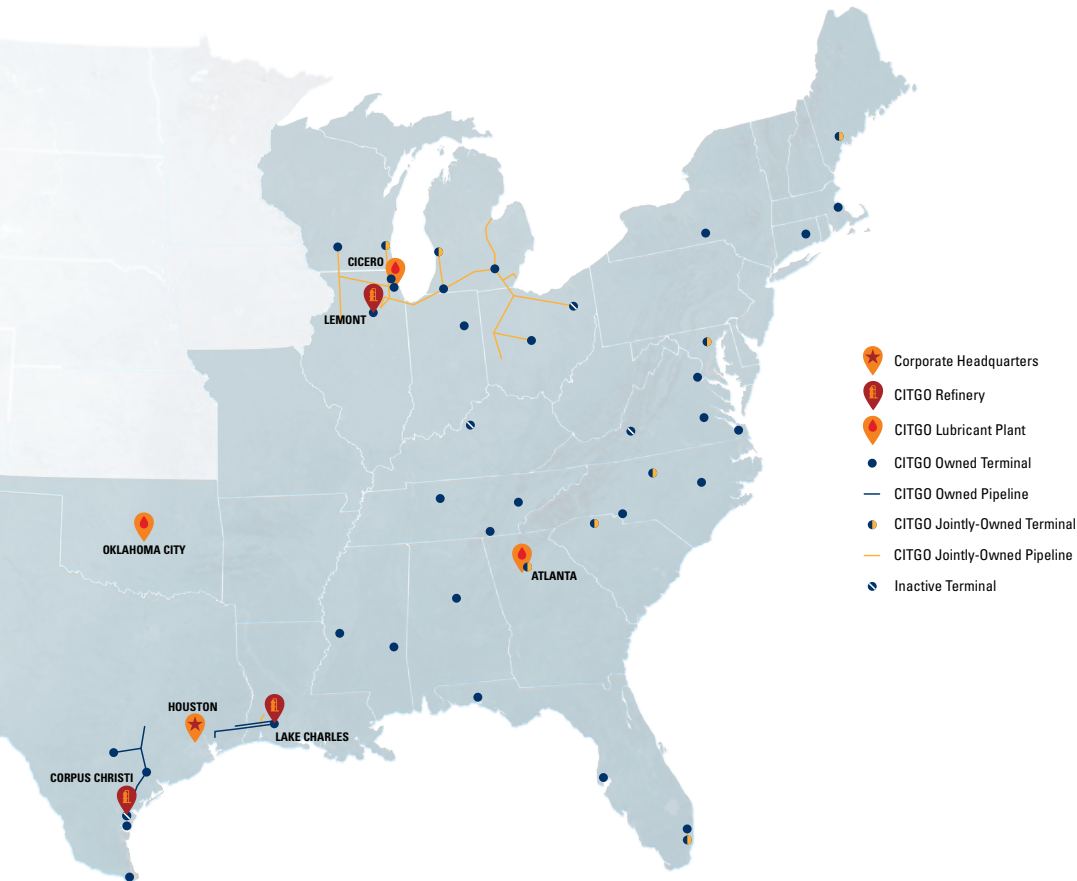 CICERO
LEMONT
Corporate Headquarters
CITGO Refinery
CITGO Lubricant Plant
CITGO Owned Terminal
CITGO Owned Pipeline
CITGO Jointly-Owned Terminal
CITGO Jointly-Owned Pipeline
Inactive Terminal
OKLAHOMA CITY
ATLANTA
HOUSTON
LAKE CHARLES
CORPUS CHRISTI